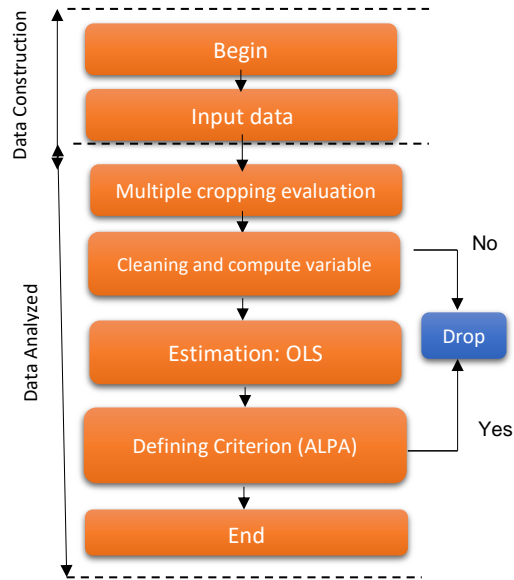 Data Construction
Begin
Input data
Data Analyzed
Multiple cropping evaluation
Cleaning and compute variable
No
Drop
Estimation: OLS
Yes
Defining Criterion (ALPA)
End